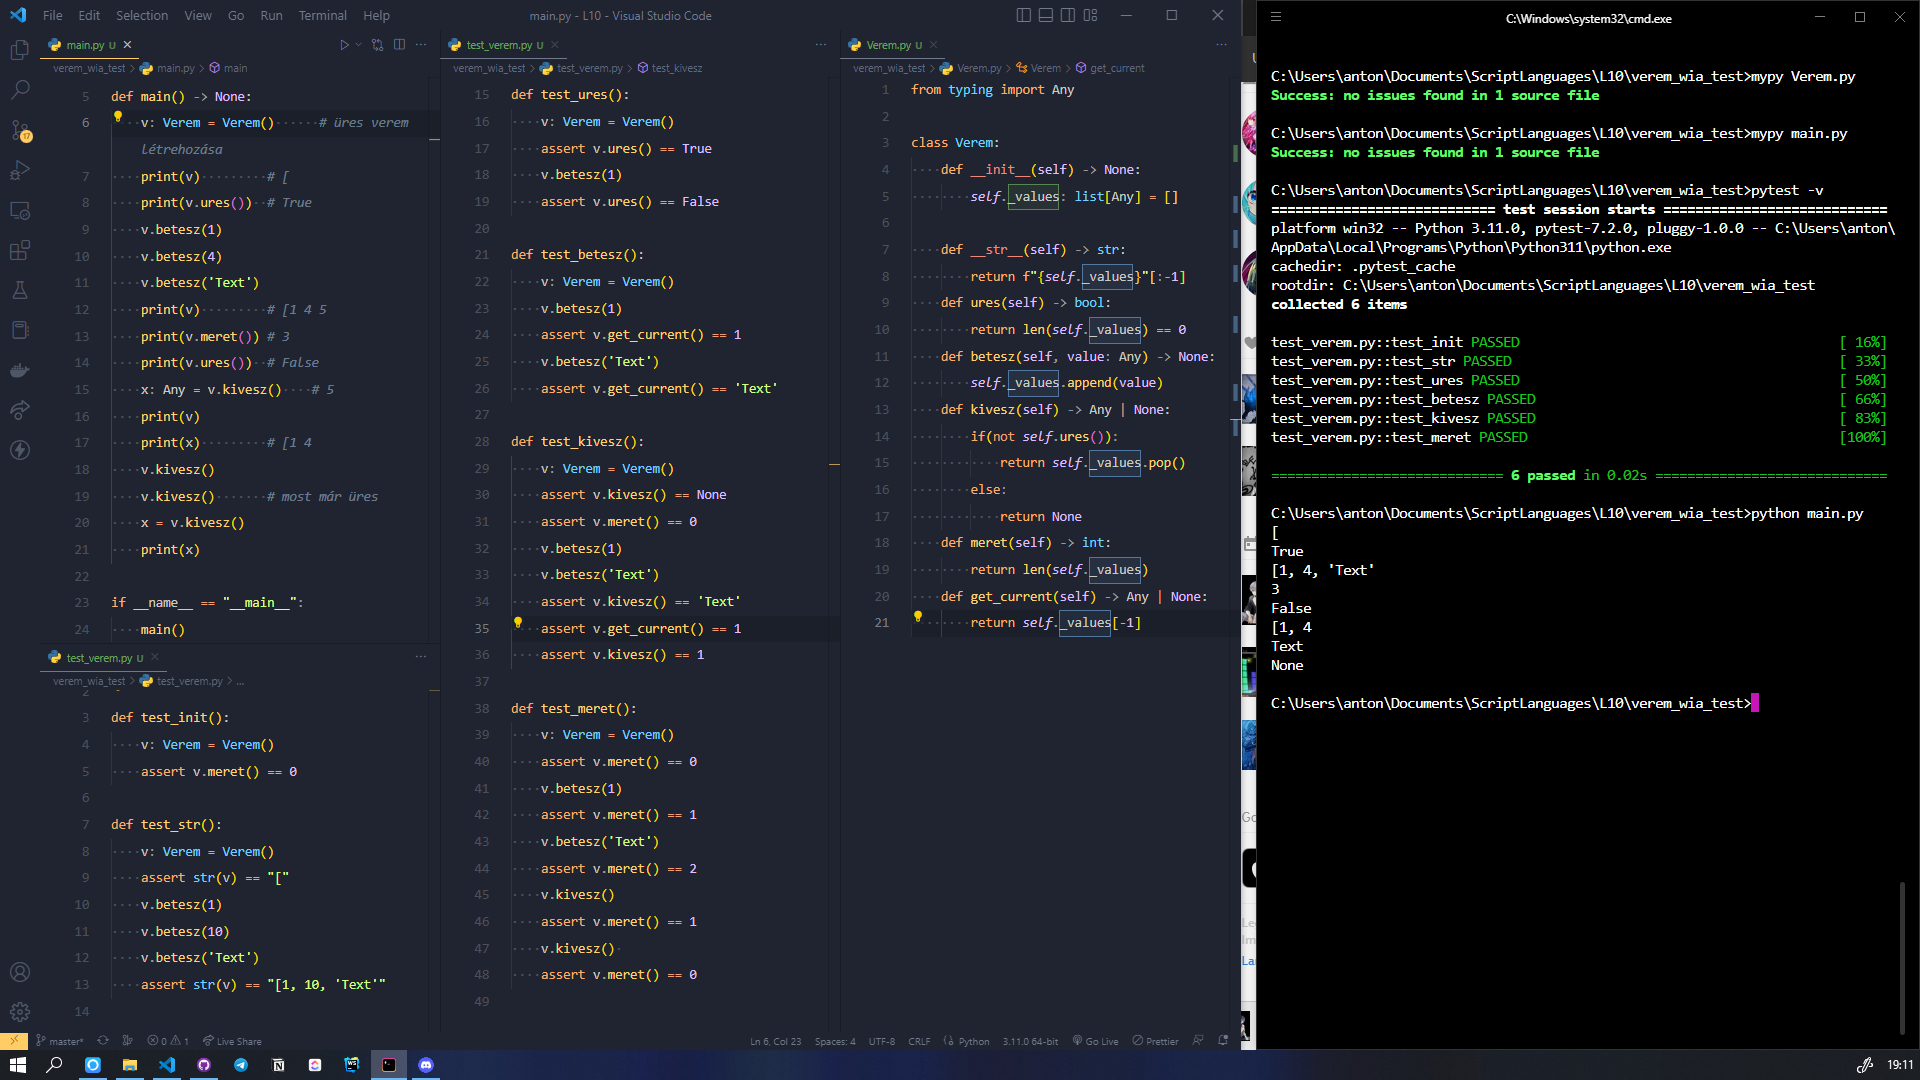 File Edit Selection View Go Run Terminal Help
main.py - L10 - Visual Studio Code
main.py U
verem_wia_test > main.py > main
5 def main() -> None:
6 v: Verem = Verem() # üres verem
létrehozása
7 print(v) # [
8 print(v.ures()) # True
9 v.betesz(1)
10 v.betesz(4)
11 v.betesz('Text')
12 print(v) # [1 4 5
13 print(v.meret()) # 3
14 print(v.ures()) # False
15 x: Any = v.kivesz() # 5
16 print(v)
17 print(x) # [1 4
18 v.kivesz()
19 v.kivesz() # most már üres
20 x = v.kivesz()
21 print(x)
22
23 if __name__ == "__main__":
24 main()
test_verem.py U
verem_wia_test > test_verem.py > ...
2
3 def test_init():
4 v: Verem = Verem()
5 assert v.meret() == 0
6
7 def test_str():
8 v: Verem = Verem()
9 assert str(v) == "["
10 v.betesz(1)
11 v.betesz(10)
12 v.betesz('Text')
13 assert str(v) == "[1, 10, 'Text'"
14
test_verem.py U
verem_wia_test > test_verem.py > test_kivesz
15 def test_ures():
16 v: Verem = Verem()
17 assert v.ures() == True
18 v.betesz(1)
19 assert v.ures() == False
20
21 def test_betesz():
22 v: Verem = Verem()
23 v.betesz(1)
24 assert v.get_current() == 1
25 v.betesz('Text')
26 assert v.get_current() == 'Text'
27
28 def test_kivesz():
29 v: Verem = Verem()
30 assert v.kivesz() == None
31 assert v.meret() == 0
32 v.betesz(1)
33 v.betesz('Text')
34 assert v.kivesz() == 'Text'
35 assert v.get_current() == 1
36 assert v.kivesz() == 1
37
38 def test_meret():
39 v: Verem = Verem()
40 assert v.meret() == 0
41 v.betesz(1)
42 assert v.meret() == 1
43 v.betesz('Text')
44 assert v.meret() == 2
45 v.kivesz()
46 assert v.meret() == 1
47 v.kivesz()
48 assert v.meret() == 0
49
Verem.py U
verem_wia_test > Verem.py > Verem > get_current
1 from typing import Any
2
3 class Verem:
4 def __init__(self) -> None:
5 self._values: list[Any] = []
6
7 def __str__(self) -> str:
8 return f"{self._values}"[:-1]
9 def ures(self) -> bool:
10 return len(self._values) == 0
11 def betesz(self, value: Any) -> None:
12 self._values.append(value)
13 def kivesz(self) -> Any | None:
14 if(not self.ures()):
15 return self._values.pop()
16 else:
17 return None
18 def meret(self) -> int:
19 return len(self._values)
20 def get_current(self) -> Any | None:
21 return self._values[-1]
17
master* 0 1 Live Share
Ln 6, Col 23 Spaces: 4 UTF-8 CRLF Python 3.11.0 64-bit Go Live Prettier
C:\Windows\system32\cmd.exe
C:\Users\anton\Documents\ScriptLanguages\L10\verem_wia_test>mypy Verem.py
Success: no issues found in 1 source file
C:\Users\anton\Documents\ScriptLanguages\L10\verem_wia_test>mypy main.py
Success: no issues found in 1 source file
C:\Users\anton\Documents\ScriptLanguages\L10\verem_wia_test>pytest -v
=========================== test session starts ===========================
platform win32 -- Python 3.11.0, pytest-7.2.0, pluggy-1.0.0 -- C:\Users\anton\
AppData\Local\Programs\Python\Python311\python.exe
cachedir: .pytest_cache
rootdir: C:\Users\anton\Documents\ScriptLanguages\L10\verem_wia_test
collected 6 items
test_verem.py::test_init PASSED [ 16%]
test_verem.py::test_str PASSED [ 33%]
test_verem.py::test_ures PASSED [ 50%]
test_verem.py::test_betesz PASSED [ 66%]
test_verem.py::test_kivesz PASSED [ 83%]
test_verem.py::test_meret PASSED [100%]
============================ 6 passed in 0.02s ============================
C:\Users\anton\Documents\ScriptLanguages\L10\verem_wia_test>python main.py
[
True
[1, 4, 'Text'
3
False
[1, 4
Text
None
C:\Users\anton\Documents\ScriptLanguages\L10\verem_wia_test>
19:11